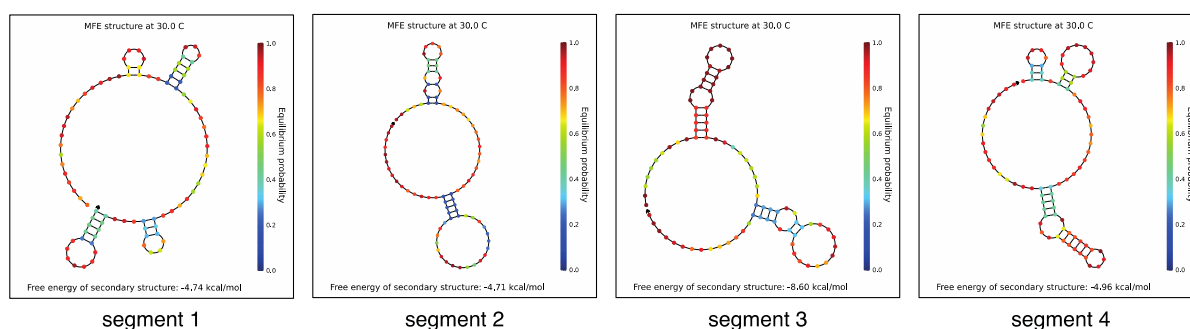 MFE structure at 30.0 C
1.0
0.8
0.6
0.4
0.2
0.0
Equilibrium probability
Free energy of secondary structure: -4.74 kcal/mol
segment 1
MFE structure at 30.0 C
1.0
0.8
0.6
0.4
0.2
0.0
Equilibrium probability
Free energy of secondary structure: -4.71 kcal/mol
segment 2
MFE structure at 30.0 C
1.0
0.8
0.6
0.4
0.2
0.0
Equilibrium probability
Free energy of secondary structure: -8.60 kcal/mol
segment 3
MFE structure at 30.0 C
1.0
0.8
0.6
0.4
0.2
0.0
Equilibrium probability
Free energy of secondary structure: -4.96 kcal/mol
segment 4